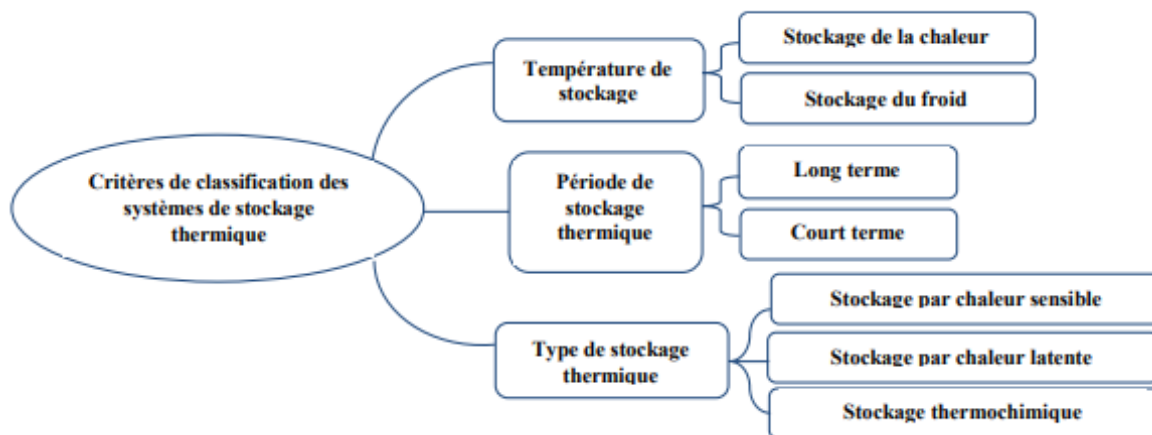 Critères de classification des
systèmes de stockage
thermique
Température de
stockage
Stockage de la chaleur
Stockage du froid
Période de
stockage
thermique
Long terme
Court terme
Type de stockage
thermique
Stockage par chaleur sensible
Stockage par chaleur latente
Stockage thermochimique